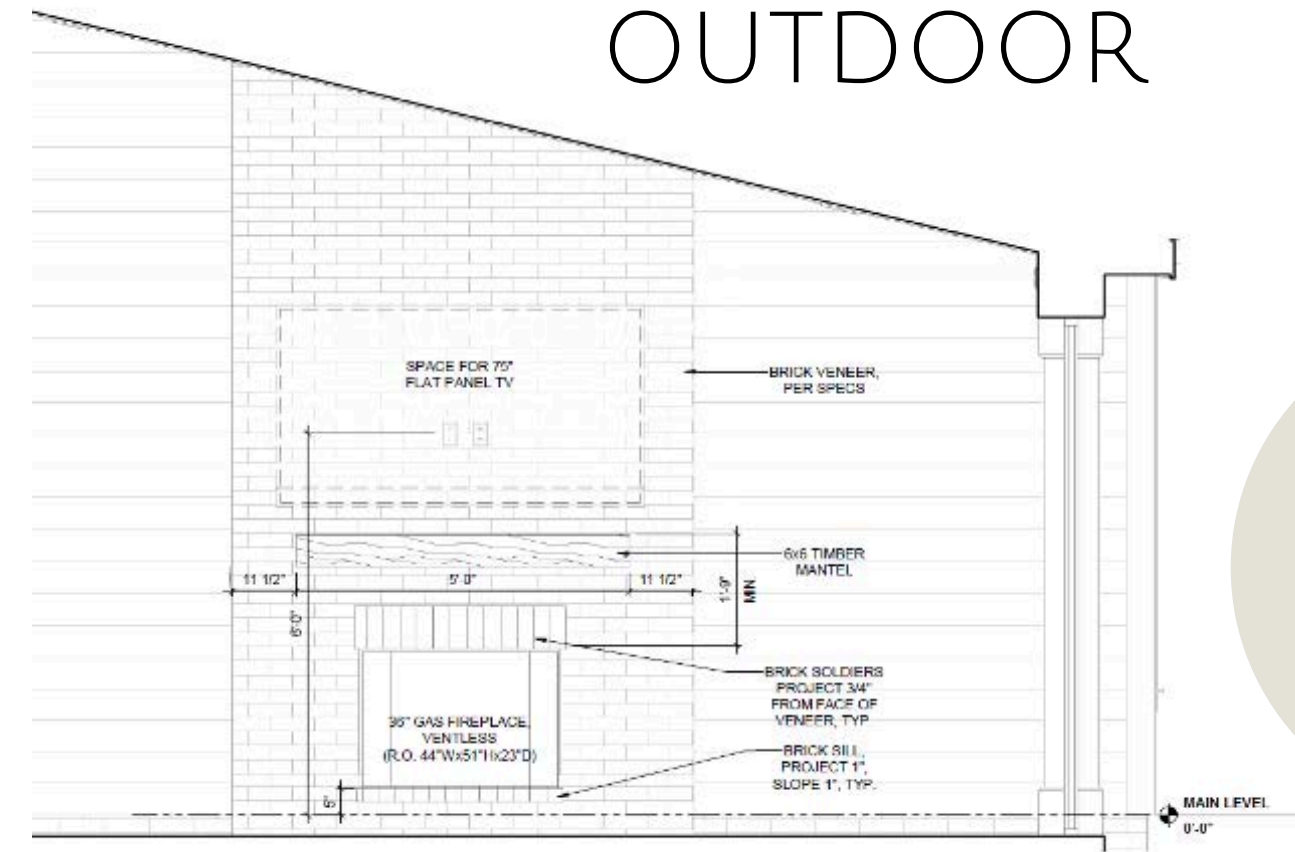 OUTDOOR
SPACE FOR 75"
FLAT PANEL TV
BRICK VENEER,
PER SPECS
6x6 TIMBER
MANTEL
11 1/2"
5'-0"
11 1/2"
1'-9"
MIN
6'-0"
BRICK SOLDIERS
PROJECT 3/4"
FROM FACE OF
VENEER, TYP
36" GAS FIREPLACE,
VENTLESS
(R.O. 44"Wx51"Hx23"D)
BRICK SILL,
PROJECT 1",
SLOPE 1", TYP.
6"
MAIN LEVEL
0'-0"